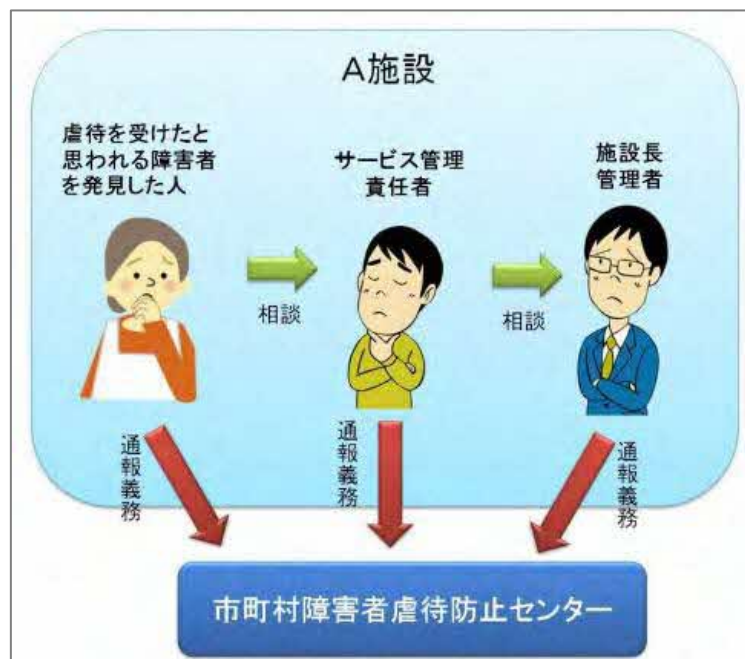 A施設
虐待を受けたと
思われる障害者
を発見した人
サービス管理
責任者
施設長
管理者
相談
相談
通報義務
通報義務
通報義務
市町村障害者虐待防止センター